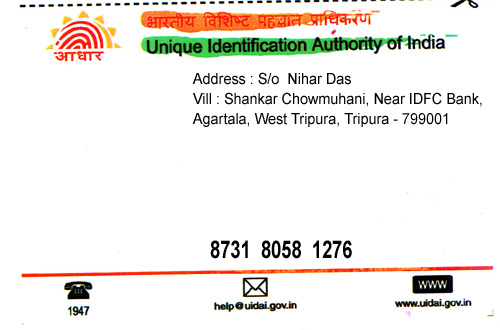 भारतीय विशिष्ट पहचान प्राधिकरण
Unique Identification Authority of India
आधार
Address : S/o Nihar Das
Vill : Shankar Chowmuhani, Near IDFC Bank,
Agartala, West Tripura, Tripura - 799001
8731 8058 1276
1947
help@uidai.gov.in
WWW
www.uidai.gov.in